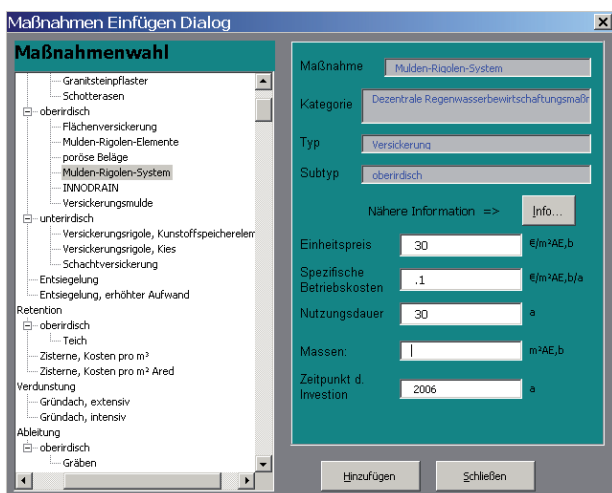 Maßnahmen Einfügen Dialog
Maßnahmenwahl
Granitsteinpflaster
Schotterasen
oberirdisch
Flächenversickerung
Mulden-Rigolen-Elemente
poröse Beläge
Mulden-Rigolen-System
INNODRAIN
Versickerungsmulde
unterirdisch
Versickerungsrigole, Kunstoffspeicherelem
Versickerungsrigole, Kies
Schachtversickerung
Entsiegelung
Entsiegelung, erhöhter Aufwand
Retention
oberirdisch
Teich
Zisterne, Kosten pro m³
Zisterne, Kosten pro m² Ared
Verdunstung
Gründach, extensiv
Gründach, intensiv
Ableitung
oberirdisch
Gräben
Maßnahme Mulden-Rigolen-System
Kategorie Dezentrale Regenwasserbewirtschaftungsmaßr
Typ Versickerung
Subtyp oberirdisch
Nähere Information => Info...
Einheitspreis 30 €/m²AE,b
Spezifische
Betriebskosten .1 €/m²AE,b/a
Nutzungsdauer 30 a
Massen: m²AE,b
Zeitpunkt d.
Investion 2006 a
Hinzufügen Schließen